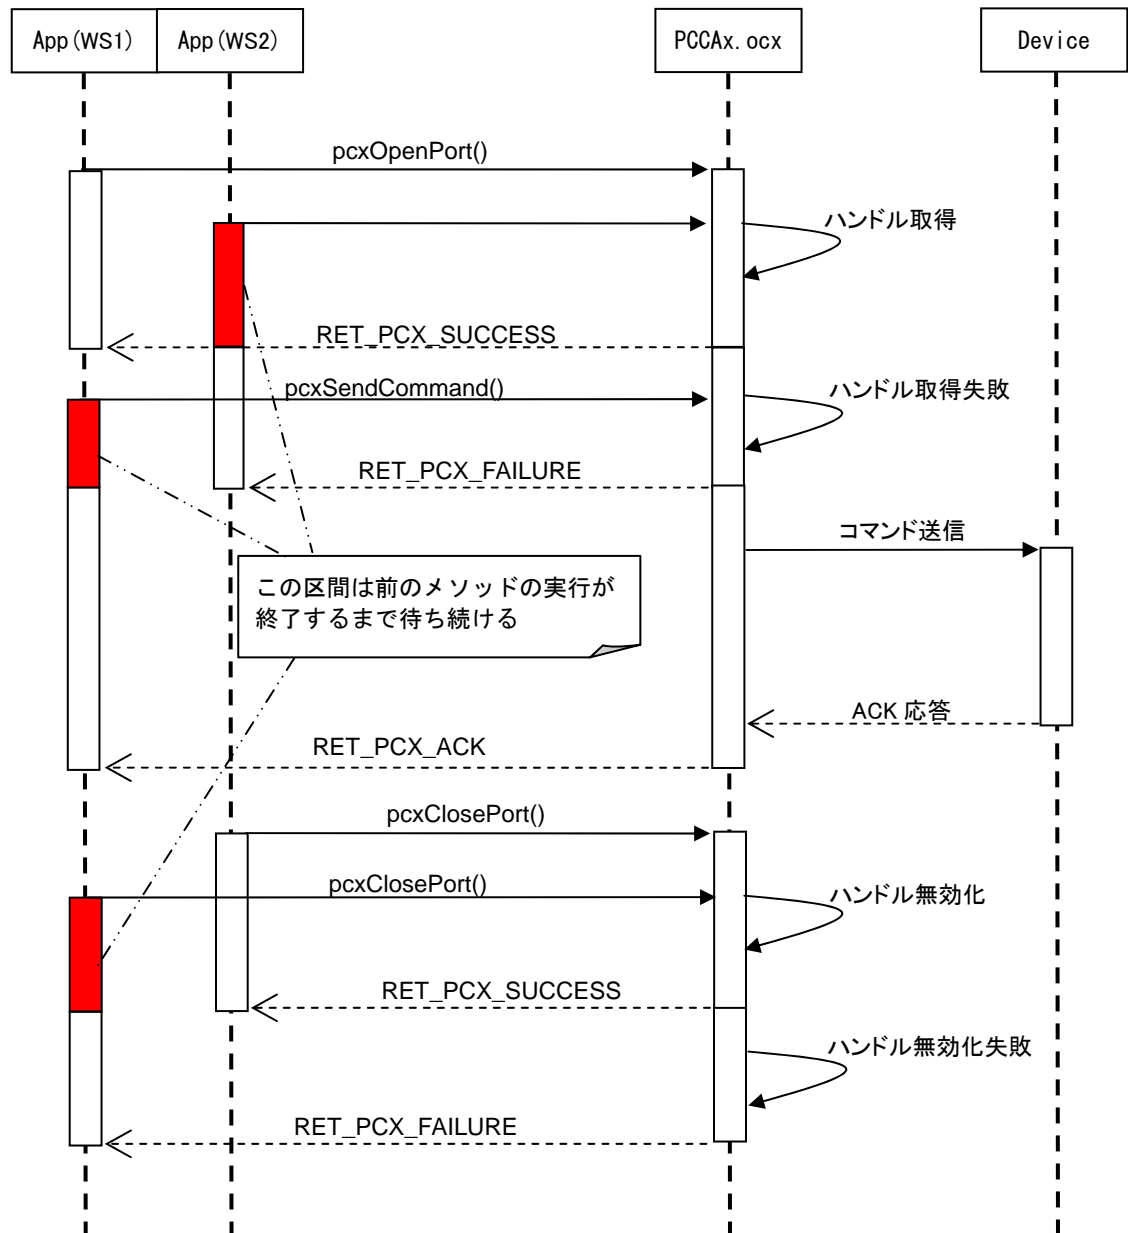 App(WS1)
App(WS2)
PCCAx.ocx
Device
pcxOpenPort()
ハンドル取得
RET_PCX_SUCCESS
pcxSendCommand()
ハンドル取得失敗
RET_PCX_FAILURE
コマンド送信
この区間は前のメソッドの実行が
終了するまで待ち続ける
ACK 応答
RET_PCX_ACK
pcxClosePort()
pcxClosePort()
ハンドル無効化
RET_PCX_SUCCESS
ハンドル無効化失敗
RET_PCX_FAILURE